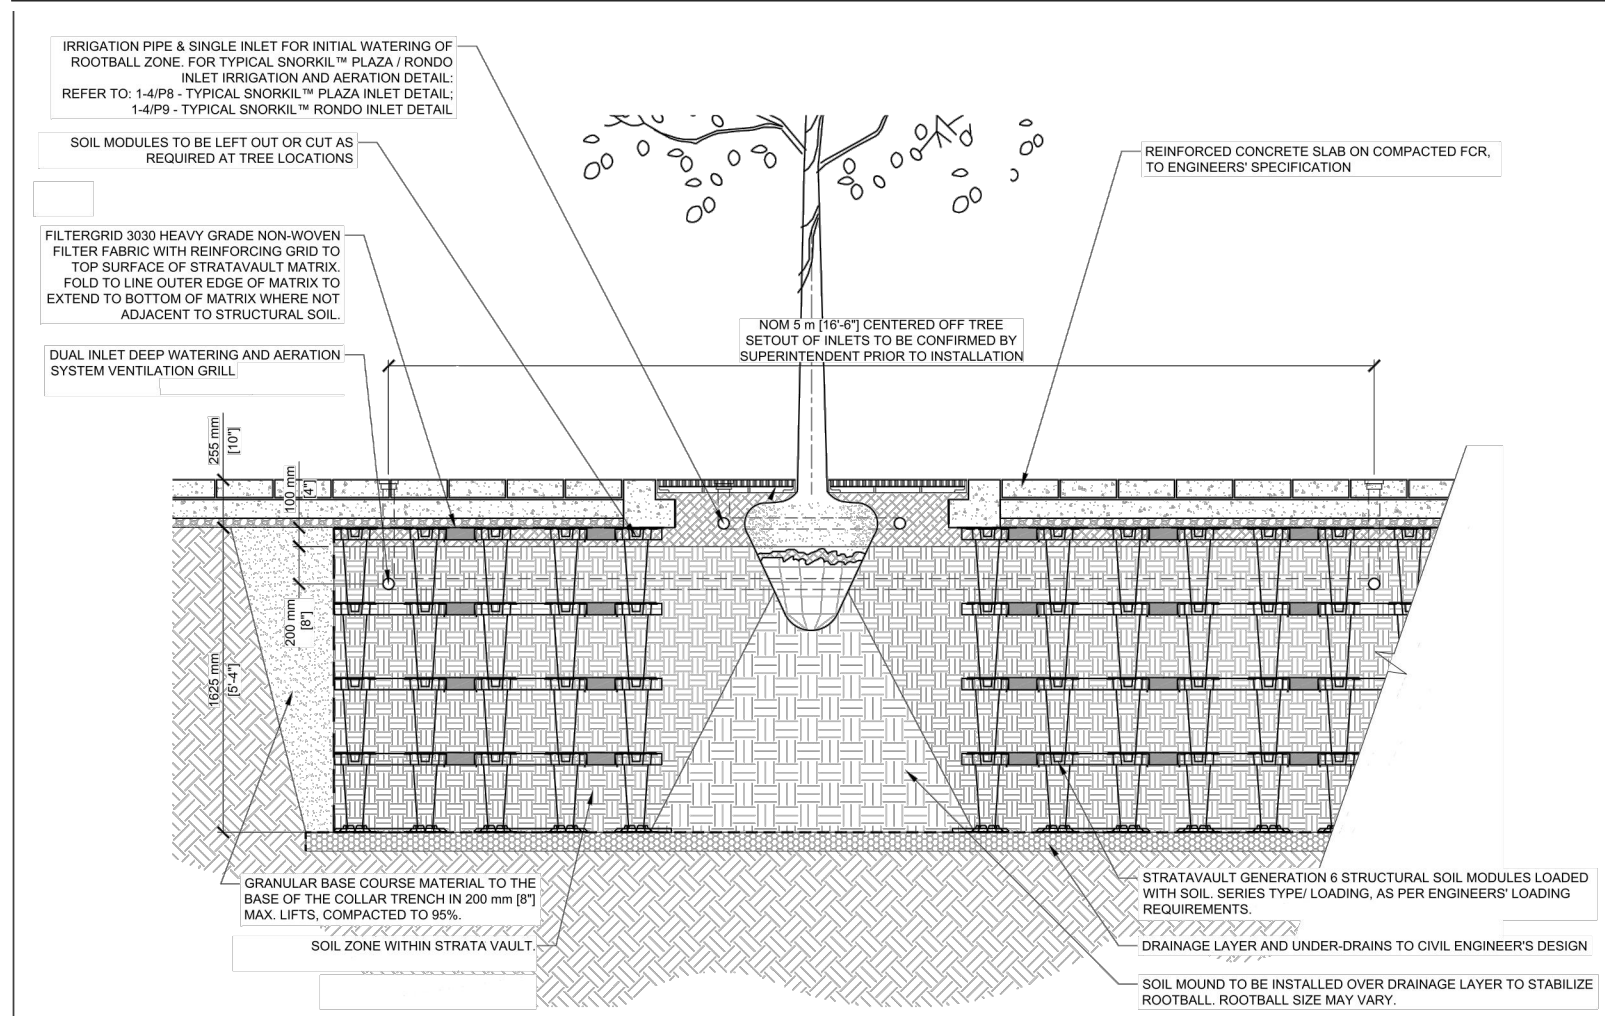 IRRIGATION PIPE & SINGLE INLET FOR INITIAL WATERING OF
ROOTBALL ZONE. FOR TYPICAL SNORKIL™ PLAZA / RONDO
INLET IRRIGATION AND AERATION DETAIL:
REFER TO: 1-4/P8 - TYPICAL SNORKIL™ PLAZA INLET DETAIL;
1-4/P9 - TYPICAL SNORKIL™ RONDO INLET DETAIL
SOIL MODULES TO BE LEFT OUT OR CUT AS
REQUIRED AT TREE LOCATIONS
FILTERGRID 3030 HEAVY GRADE NON-WOVEN
FILTER FABRIC WITH REINFORCING GRID TO
TOP SURFACE OF STRATAVAULT MATRIX.
FOLD TO LINE OUTER EDGE OF MATRIX TO
EXTEND TO BOTTOM OF MATRIX WHERE NOT
ADJACENT TO STRUCTURAL SOIL.
DUAL INLET DEEP WATERING AND AERATION
SYSTEM VENTILATION GRILL
REINFORCED CONCRETE SLAB ON COMPACTED FCR,
TO ENGINEERS' SPECIFICATION
NOM 5 m [16'-6"] CENTERED OFF TREE
SETOUT OF INLETS TO BE CONFIRMED BY
SUPERINTENDENT PRIOR TO INSTALLATION
255 mm
[10"]
100 mm
[4"]
200 mm
[8"]
1625 mm
[5'-4"]
GRANULAR BASE COURSE MATERIAL TO THE
BASE OF THE COLLAR TRENCH IN 200 mm [8"]
MAX. LIFTS, COMPACTED TO 95%.
SOIL ZONE WITHIN STRATA VAULT.
STRATAVAULT GENERATION 6 STRUCTURAL SOIL MODULES LOADED
WITH SOIL. SERIES TYPE/ LOADING, AS PER ENGINEERS' LOADING
REQUIREMENTS.
DRAINAGE LAYER AND UNDER-DRAINS TO CIVIL ENGINEER'S DESIGN
SOIL MOUND TO BE INSTALLED OVER DRAINAGE LAYER TO STABILIZE
ROOTBALL. ROOTBALL SIZE MAY VARY.